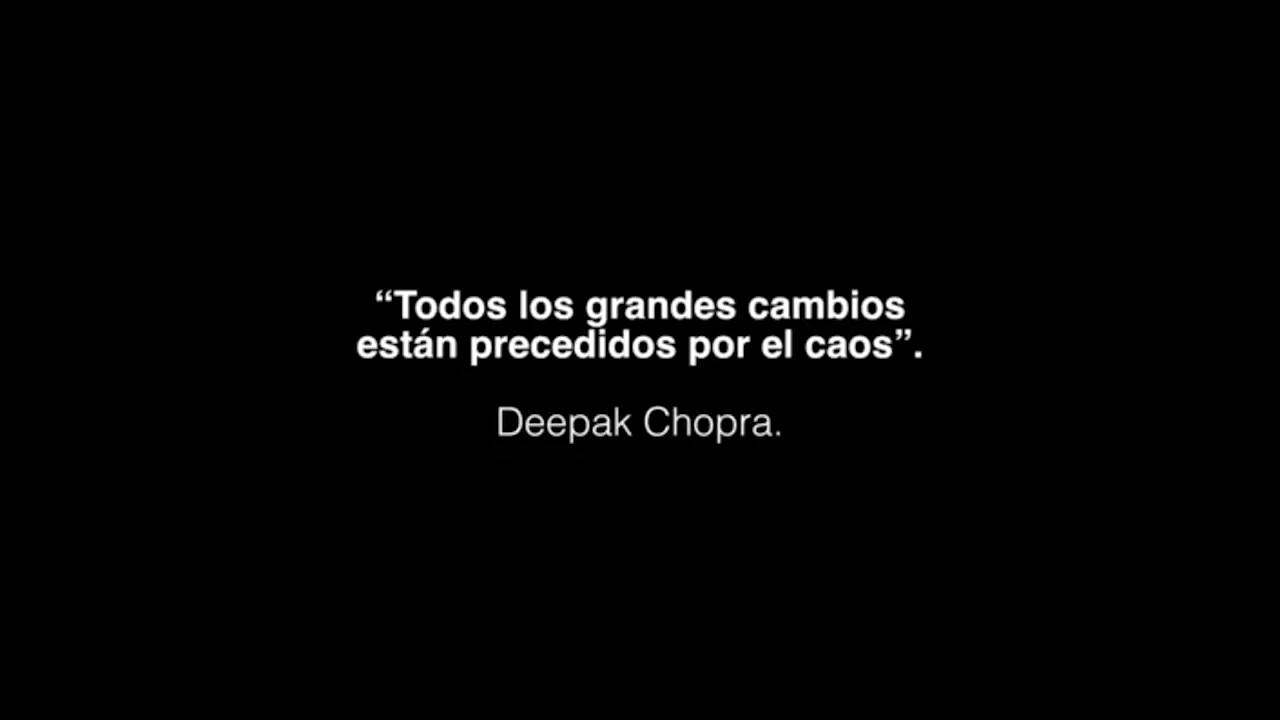 “Todos los grandes cambios
están precedidos por el caos”.
Deepak Chopra.